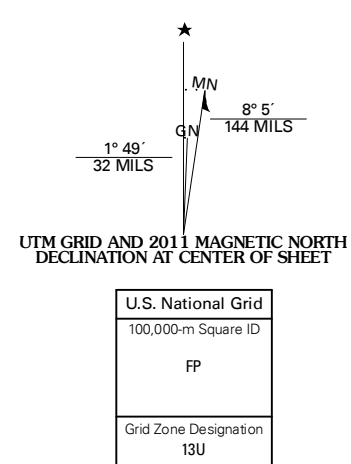 ★
MN
8° 5´
144 MILS
GN
1° 49´
32 MILS
UTM GRID AND 2011 MAGNETIC NORTH
DECLINATION AT CENTER OF SHEET
U.S. National Grid
100,000-m Square ID
FP
Grid Zone Designation
13U